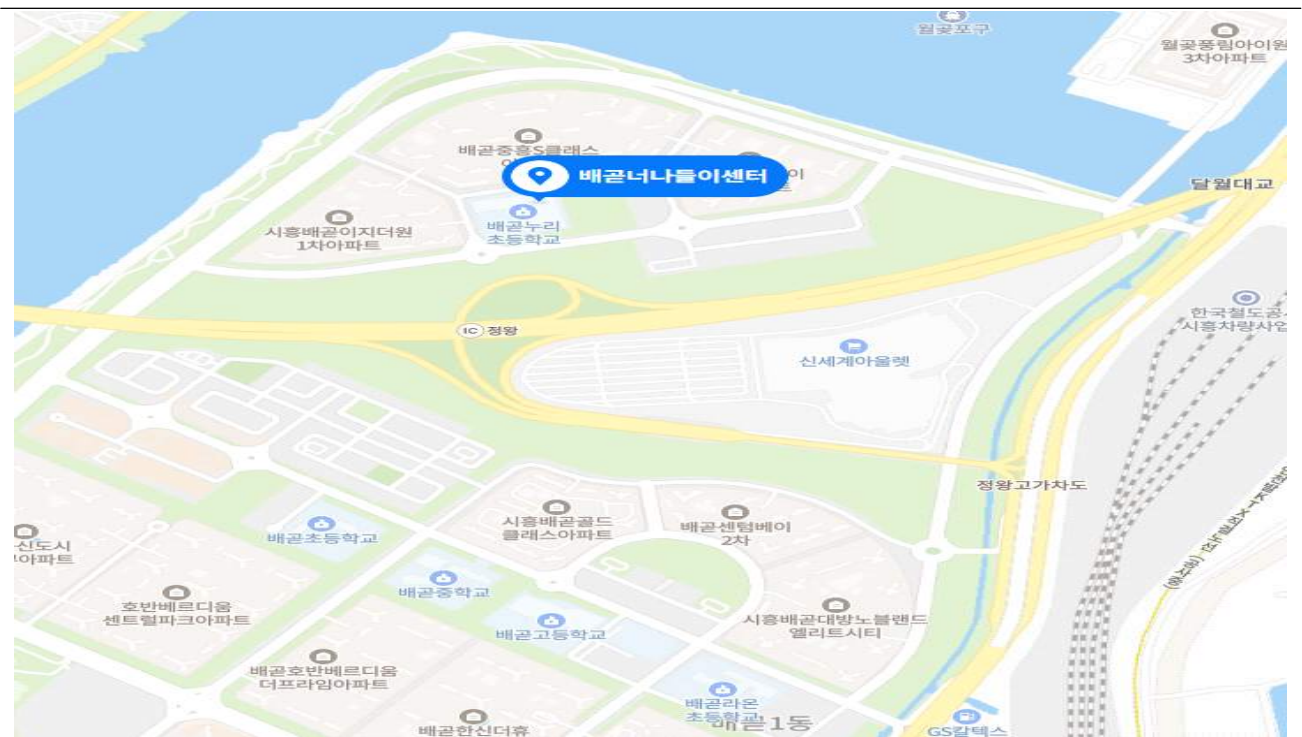 월곶포구
월곶풍림아이원
3차아파트
배곧중흥S클래스
배곧너나들이센터
달월대교
배곧누리
초등학교
시흥배곧이지더원
1차아파트
한국철도공
시흥차량사업
IC 정왕
신세계아울렛
정왕고가차도
시흥배곧골드
클래스아파트
배곧센텀베이
2차
배곧초등학교
신도시
아파트
배곧중학교
호반베르디움
센트럴파크아파트
배곧고등학교
시흥배곧대방노블랜드
엘리트시티
배곧호반베르디움
더프라임아파트
배곧라온
초등학교
배곧1동
배곧한신더휴
GS칼텍스